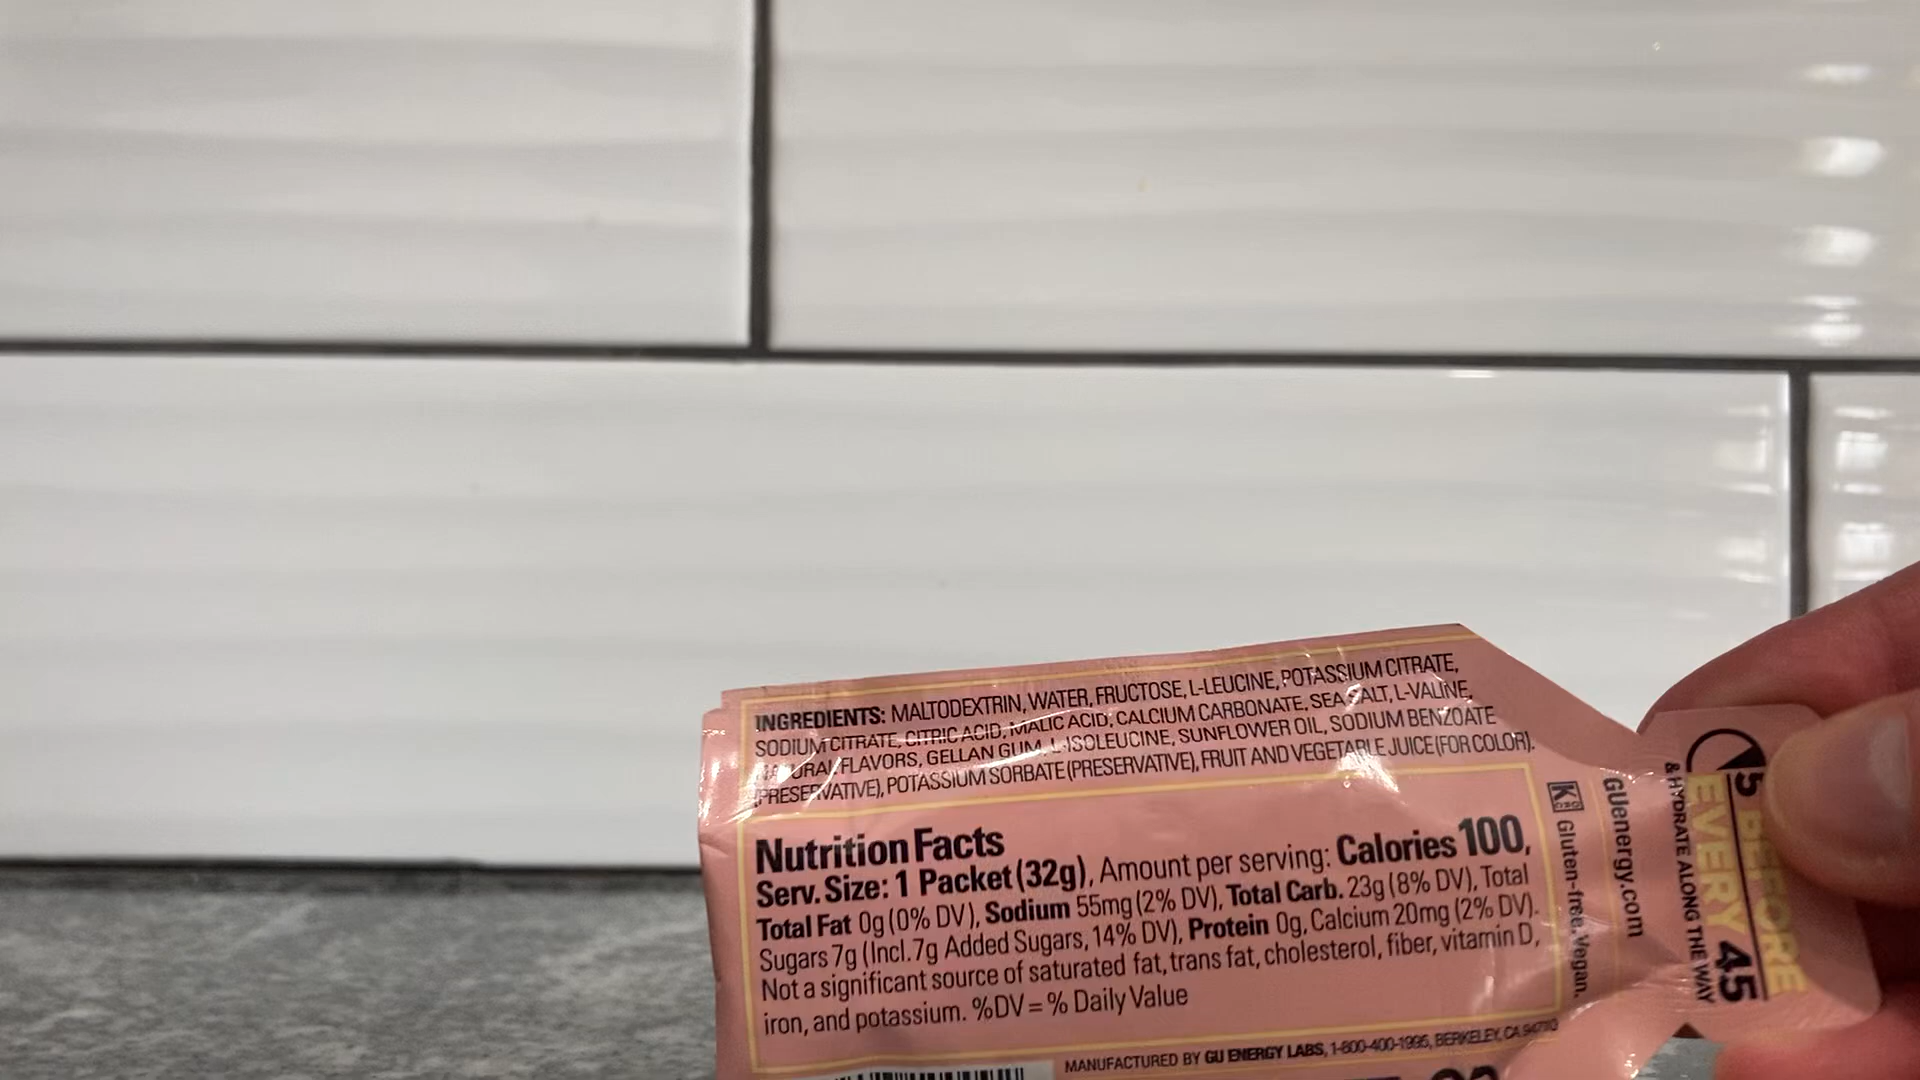 INGREDIENTS: MALTODEXTRIN, WATER, FRUCTOSE, L-LEUCINE, POTASSIUM CITRATE,
SODIUM CITRATE, CITRIC ACID, MALIC ACID, CALCIUM CARBONATE, SEA SALT, L-VALINE,
NATURAL FLAVORS, GELLAN GUM, L-ISOLEUCINE, SUNFLOWER OIL, SODIUM BENZOATE
(PRESERVATIVE), POTASSIUM SORBATE (PRESERVATIVE), FRUIT AND VEGETABLE JUICE (FOR COLOR).
Nutrition Facts
Serv. Size: 1 Packet (32g), Amount per serving: Calories 100,
Total Fat 0g (0% DV), Sodium 55mg (2% DV), Total Carb. 23g (8% DV), Total
Sugars 7g (Incl. 7g Added Sugars, 14% DV), Protein 0g, Calcium 20mg (2% DV).
Not a significant source of saturated fat, trans fat, cholesterol, fiber, vitamin D,
iron, and potassium. %DV = % Daily Value
MANUFACTURED BY GU ENERGY LABS, 1-800-400-1995, BERKELEY, CA 94710
K
Gluten-free. Vegan.
GUenergy.com
5 BEFORE
EVERY 45
& HYDRATE ALONG THE WAY